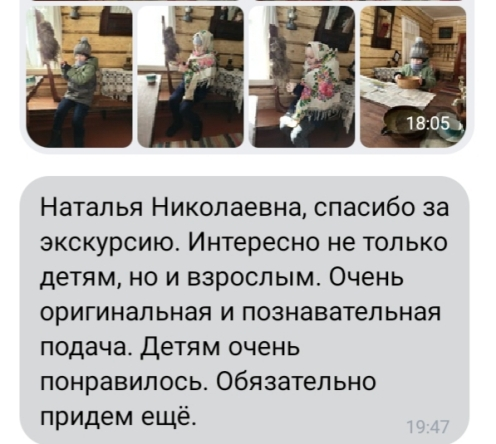 18:05
Наталья Николаевна, спасибо за
экскурсию. Интересно не только
детям, но и взрослым. Очень
оригинальная и познавательная
подача. Детям очень
понравилось. Обязательно
придем ещё.
19:47